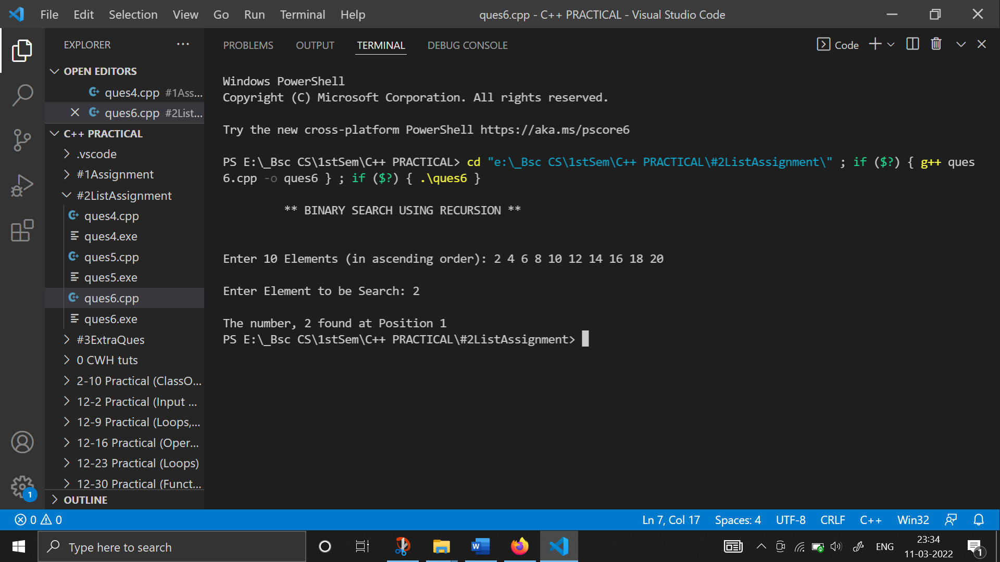 File Edit Selection View Go Run Terminal Help
ques6.cpp - C++ PRACTICAL - Visual Studio Code
EXPLORER
OPEN EDITORS
ques4.cpp #1Ass...
ques6.cpp #2List...
C++ PRACTICAL
.vscode
#1Assignment
#2ListAssignment
ques4.cpp
ques4.exe
ques5.cpp
ques5.exe
ques6.cpp
ques6.exe
#3ExtraQues
0 CWH tuts
2-10 Practical (ClassO...
12-2 Practical (Input ...
12-9 Practical (Loops,...
12-16 Practical (Oper...
12-23 Practical (Loops)
12-30 Practical (Funct...
OUTLINE
PROBLEMS OUTPUT TERMINAL DEBUG CONSOLE
Code
Windows PowerShell
Copyright (C) Microsoft Corporation. All rights reserved.
Try the new cross-platform PowerShell https://aka.ms/pscore6
PS E:\_Bsc CS\1stSem\C++ PRACTICAL> cd "e:\_Bsc CS\1stSem\C++ PRACTICAL\#2ListAssignment\" ; if ($?) { g++ ques
6.cpp -o ques6 } ; if ($?) { .\ques6 }
** BINARY SEARCH USING RECURSION **
Enter 10 Elements (in ascending order): 2 4 6 8 10 12 14 16 18 20
Enter Element to be Search: 2
The number, 2 found at Position 1
PS E:\_Bsc CS\1stSem\C++ PRACTICAL\#2ListAssignment>
1
0 0
Ln 7, Col 17 Spaces: 4 UTF-8 CRLF C++ Win32
Type here to search
W
ENG
23:34
11-03-2022
1